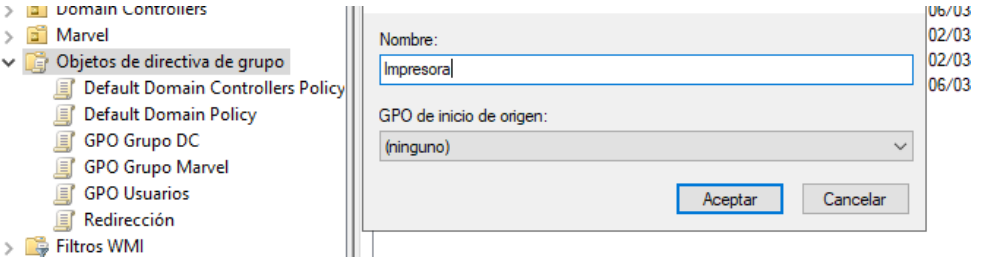 Domain Controllers
Marvel
Objetos de directiva de grupo
Default Domain Controllers Policy
Default Domain Policy
GPO Grupo DC
GPO Grupo Marvel
GPO Usuarios
Redirección
Filtros WMI
Nombre:
Impresora
GPO de inicio de origen:
(ninguno)
Aceptar Cancelar
06/03
02/03
02/03
06/03